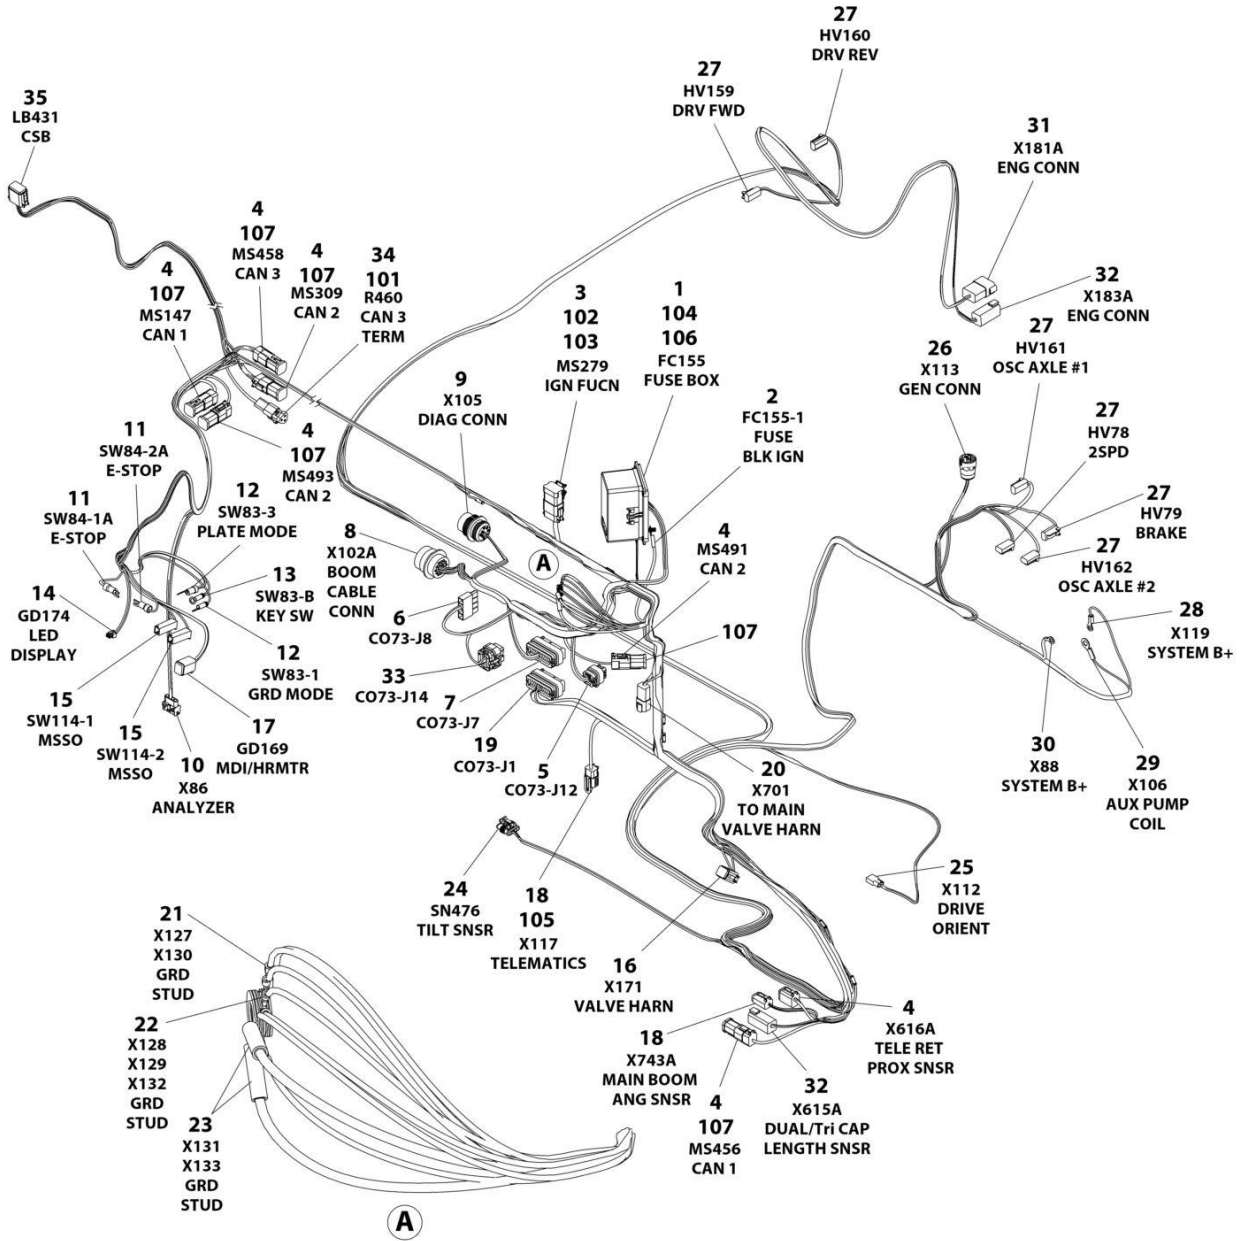 27
HV160
DRV REV
27
HV159
DRV FWD
35
LB431
CSB
31
X181A
ENG CONN
4
107
MS458
CAN 3
4
107
MS309
CAN 2
34
101
R460
CAN 3
TERM
4
107
MS147
CAN 1
3
102
103
MS279
IGN FUCN
1
104
106
FC155
FUSE BOX
32
X183A
ENG CONN
27
HV161
OSC AXLE #1
26
X113
GEN CONN
9
X105
DIAG CONN
2
FC155-1
FUSE
BLK IGN
27
HV78
2SPD
11
SW84-2A
E-STOP
4
107
MS493
CAN 2
11
SW84-1A
E-STOP
12
SW83-3
PLATE MODE
27
HV79
BRAKE
8
X102A
BOOM
CABLE
CONN
4
MS491
CAN 2
A
27
HV162
OSC AXLE #2
13
SW83-B
KEY SW
14
GD174
LED
DISPLAY
6
CO73-J8
28
X119
SYSTEM B+
107
12
SW83-1
GRD MODE
33
CO73-J14
15
SW114-1
MSSO
15
SW114-2
MSSO
17
GD169
MDI/HRMTR
7
CO73-J7
10
X86
ANALYZER
19
CO73-J1
5
CO73-J12
20
X701
TO MAIN
VALVE HARN
30
X88
SYSTEM B+
29
X106
AUX PUMP
COIL
24
SN476
TILT SNSR
18
105
X117
TELEMATICS
25
X112
DRIVE
ORIENT
21
X127
X130
GRD
STUD
16
X171
VALVE HARN
22
X128
X129
X132
GRD
STUD
18
X743A
MAIN BOOM
ANG SNSR
4
X616A
TELE RET
PROX SNSR
23
X131
X133
GRD
STUD
4
107
MS456
CAN 1
32
X615A
DUAL/Tri CAP
LENGTH SNSR
A